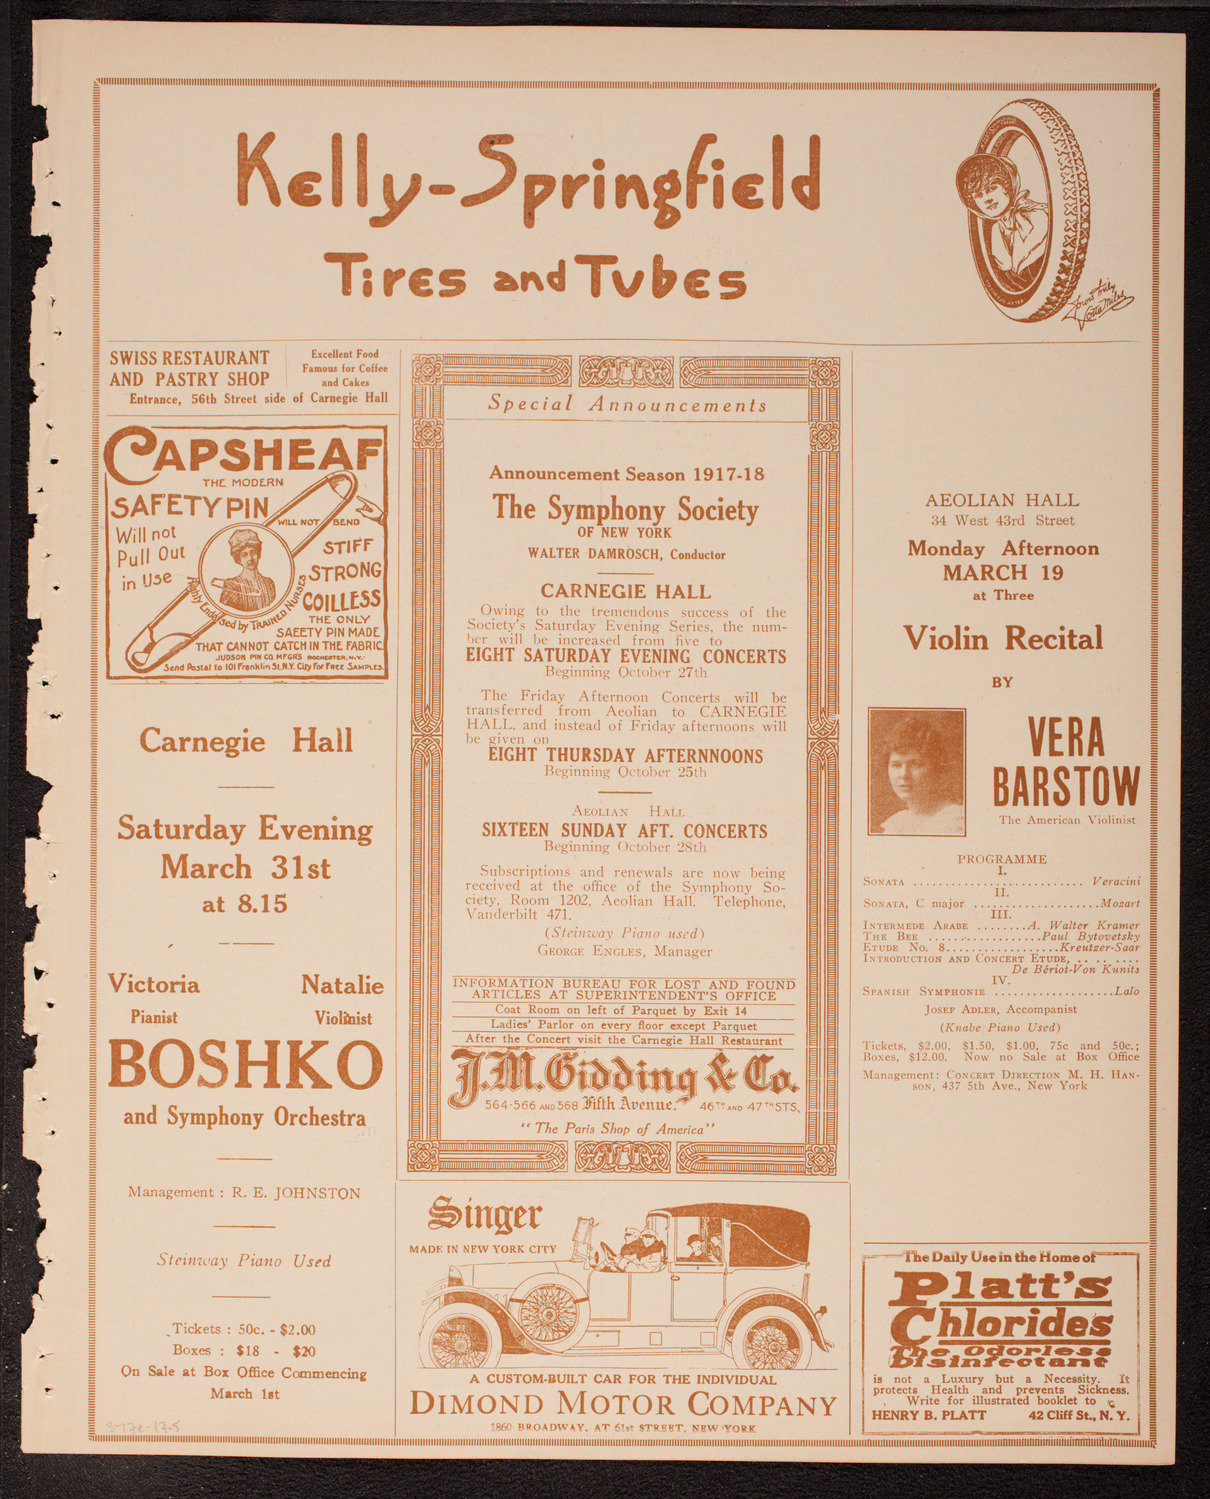 Kelly-Springfield
Tires and Tubes
Yours truly
Lotta Miles
SWISS RESTAURANT
AND PASTRY SHOP
Excellent Food
Famous for Coffee
and Cakes
Entrance, 56th Street side of Carnegie Hall
CAPSHEAF
THE MODERN
SAFETY PIN
WILL NOT BEND
Will not
Pull Out
in Use
STIFF
STRONG
COILLESS
Highly Endorsed by TRAINED NURSES
THE ONLY
SAFETY PIN MADE
THAT CANNOT CATCH IN THE FABRIC.
JUDSON PIN CO. MFGRS ROCHESTER, N.Y.
Send Postal to 101 Franklin St. N.Y. City for FREE SAMPLES.
Carnegie Hall
Saturday Evening
March 31st
at 8.15
Victoria Natalie
Pianist Violinist
BOSHKO
and Symphony Orchestra
Management : R. E. JOHNSTON
Steinway Piano Used
Tickets : 50c. - $2.00
Boxes : $18 - $20
On Sale at Box Office Commencing
March 1st
3-17e-17.5
Special Announcements
Announcement Season 1917-18
The Symphony Society
OF NEW YORK
WALTER DAMROSCH, Conductor
CARNEGIE HALL
Owing to the tremendous success of the
Society's Saturday Evening Series, the num-
ber will be increased from five to
EIGHT SATURDAY EVENING CONCERTS
Beginning October 27th
The Friday Afternoon Concerts will be
transferred from Aeolian to CARNEGIE
HALL, and instead of Friday afternoons will
be given on
EIGHT THURSDAY AFTERNNOONS
Beginning October 25th
AEOLIAN HALL
SIXTEEN SUNDAY AFT. CONCERTS
Beginning October 28th
Subscriptions and renewals are now being
received at the office of the Symphony So-
ciety, Room 1202, Aeolian Hall. Telephone,
Vanderbilt 471.
(Steinway Piano used)
GEORGE ENGLES, Manager
INFORMATION BUREAU FOR LOST AND FOUND
ARTICLES AT SUPERINTENDENT'S OFFICE
Coat Room on left of Parquet by Exit 14
Ladies' Parlor on every floor except Parquet
After the Concert visit the Carnegie Hall Restaurant
J.M. Gidding & Co.
564-566 AND 568 Fifth Avenue. 46TH AND 47TH STS.
"The Paris Shop of America"
Singer
MADE IN NEW YORK CITY
A CUSTOM-BUILT CAR FOR THE INDIVIDUAL
DIMOND MOTOR COMPANY
1860 BROADWAY, AT 61st STREET, NEW YORK
AEOLIAN HALL
34 West 43rd Street
Monday Afternoon
MARCH 19
at Three
Violin Recital
BY
VERA
BARSTOW
The American Violinist
PROGRAMME
I.
SONATA .......................... Veracini
II.
SONATA, C major ...................Mozart
III.
INTERMEDE ARABE ........A. Walter Kramer
THE BEE .................Paul Bytovetsky
ETUDE No. 8.................Kreutzer-Saar
INTRODUCTION AND CONCERT ETUDE, .. .. ....
De Bériot-Von Kunits
IV.
SPANISH SYMPHONIE ..................Lalo
JOSEF ADLER, Accompanist
(Knabe Piano Used)
Tickets, $2.00, $1.50, $1.00, 75c and 50c.;
Boxes, $12.00. Now no Sale at Box Office
Management: CONCERT DIRECTION M. H. HAN-
SON, 437 5th Ave., New York
The Daily Use in the Home of
Platt's
Chlorides
The Odorless
Disinfectant
is not a Luxury but a Necessity. It
protects Health and prevents Sickness.
Write for illustrated booklet to
HENRY B. PLATT 42 Cliff St., N. Y.